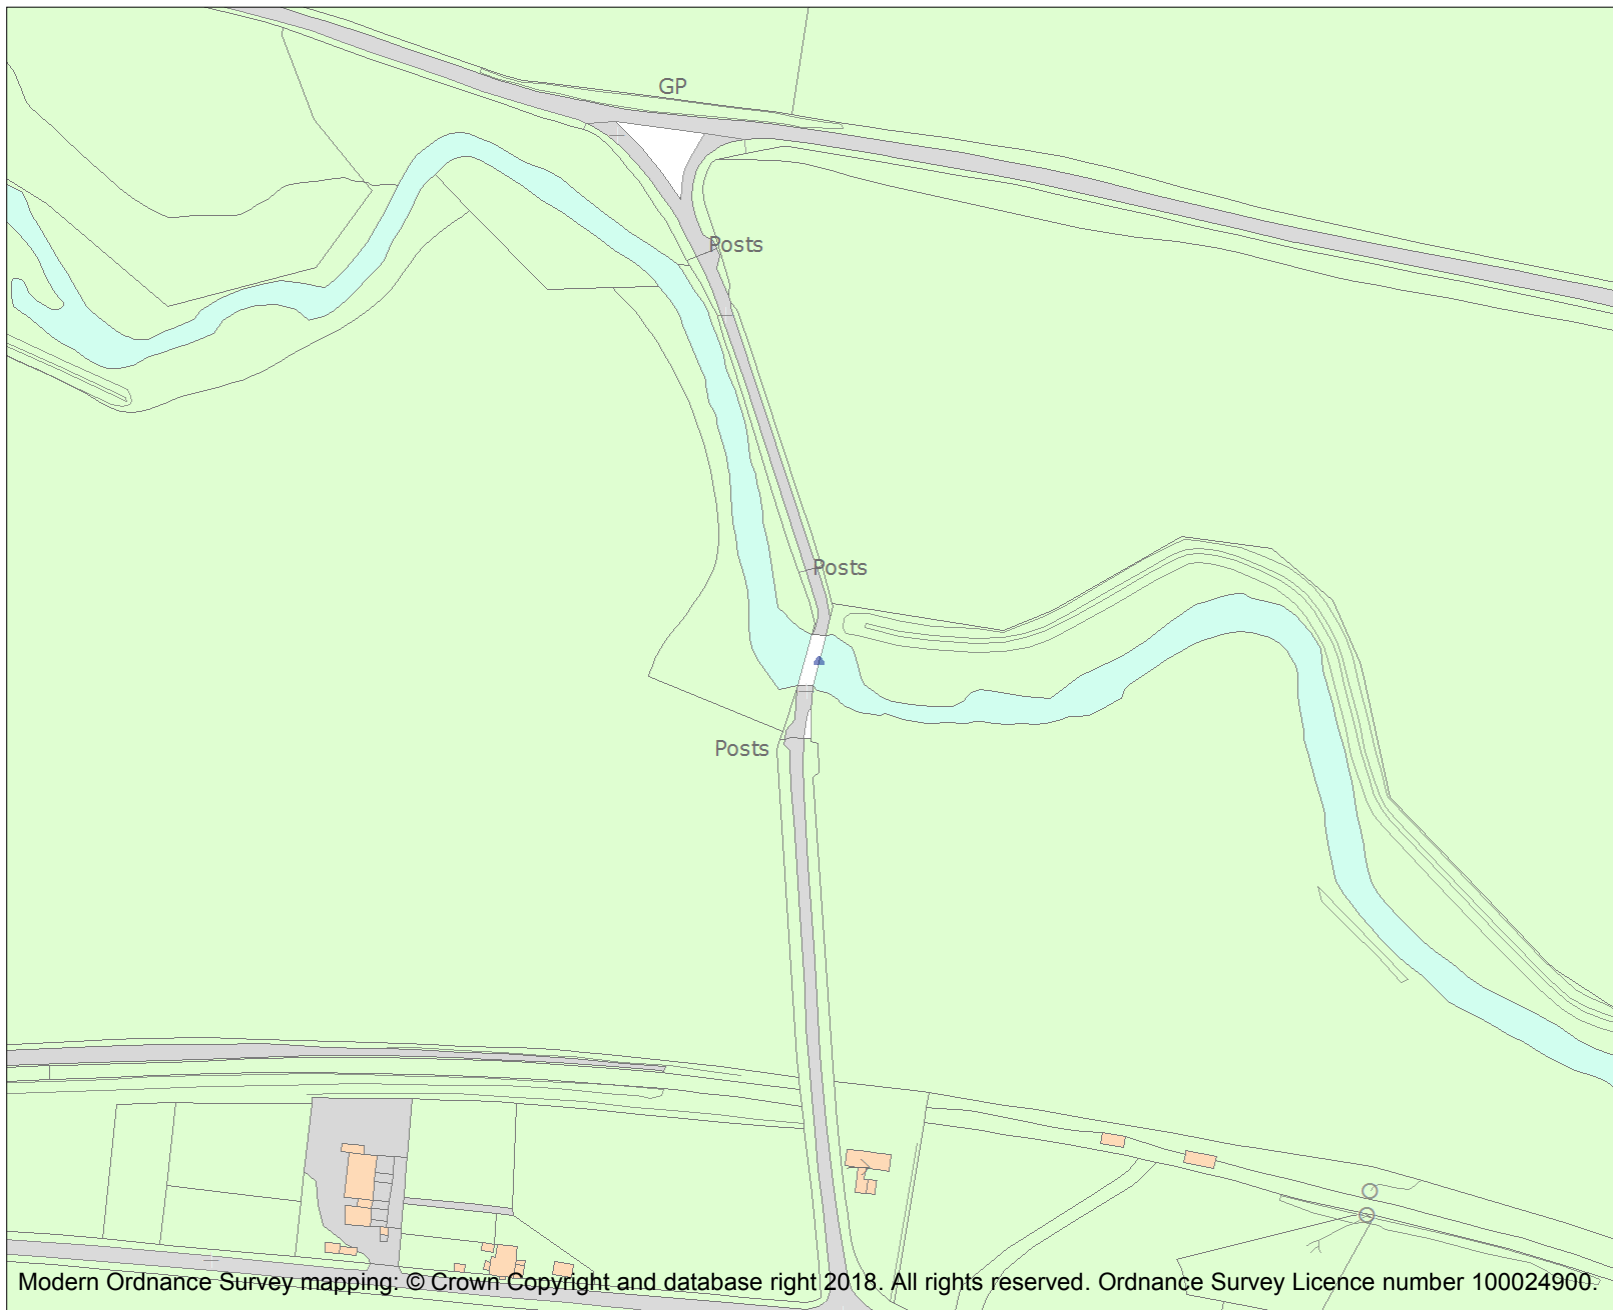 GP
Posts
Posts
Posts
Modern Ordnance Survey mapping: © Crown Copyright and database right 2018. All rights reserved. Ordnance Survey Licence number 100024900.